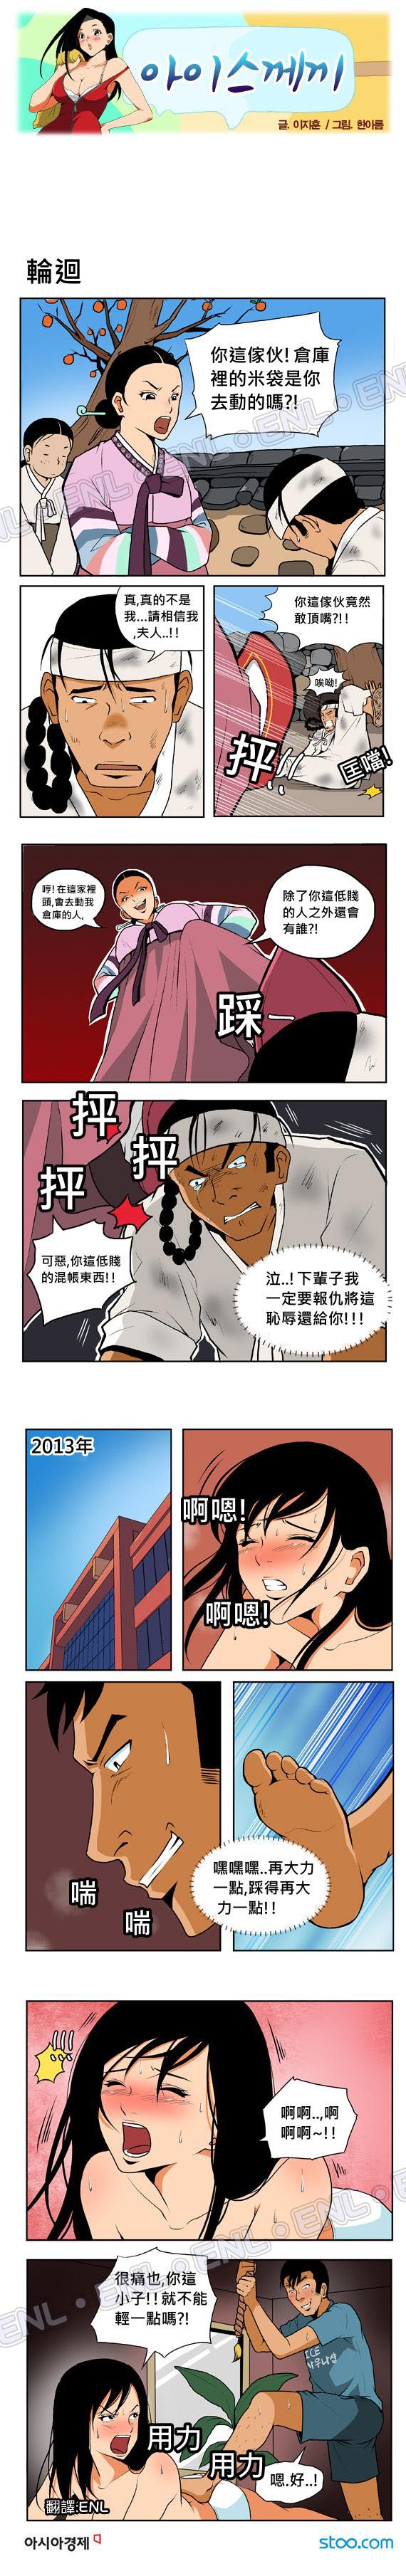 아이스께끼
글. 이지훈 / 그림. 한아름
輪迴
你這傢伙! 倉庫
裡的米袋是你
去動的嗎?!
真,真的不是
我...請相信我
,夫人..!!
你這傢伙竟然
敢頂嘴?!!
唉呦!
抨
匡噹!
哼! 在這家裡
頭,會去動我
倉庫的人,
除了你這低賤
的人之外還會
有誰?!
踩
抨
抨
抨
可惡,你這低賤
的混帳東西!!
泣..! 下輩子我
一定要報仇將這
恥辱還給你!!!
2013年
啊嗯!
啊嗯!
喘
喘
嘿嘿嘿..再大力
一點,踩得再大
力一點!!
啊啊..,啊
啊啊~!!
很痛也,你這
小子!! 就不能
輕一點嗎?!
用力
用力
嗯.好..!
翻譯:ENL
아시아경제
stoo.com
ENL
ENL
ENL
ENL
ENL
ENL